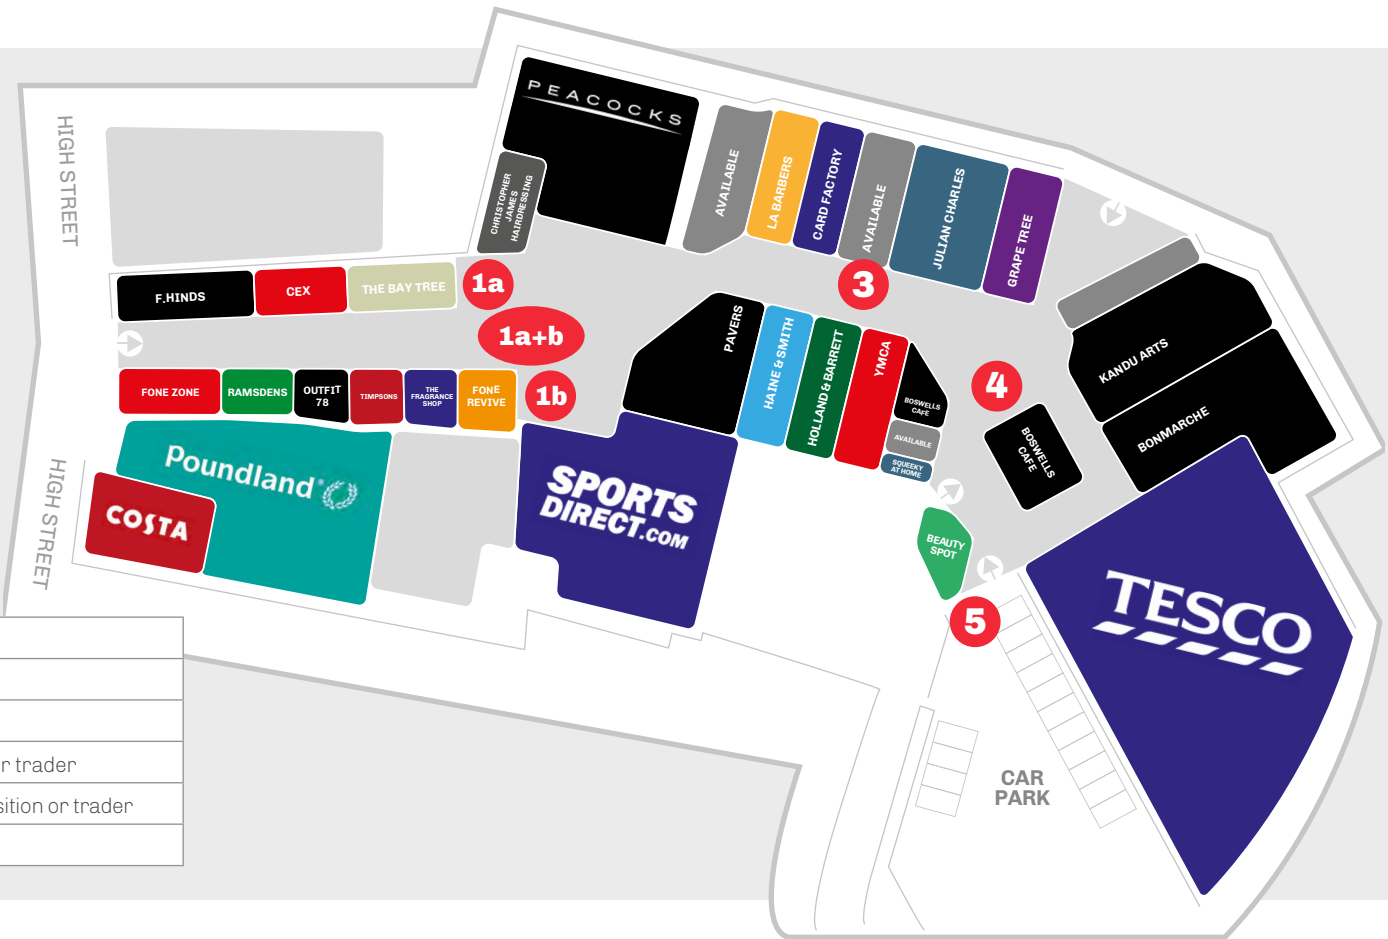 HIGH STREET
PEACOCKS
CHRISTOPHER
JAMES
HAIRDRESSING
AVAILABLE
LA BARBERS
CARD FACTORY
AVAILABLE
JULIAN CHARLES
GRAPE TREE
F.HINDS
CEX
THE BAY TREE
1a
1a+b
1b
3
4
5
FONE ZONE
RAMSDENS
OUTFIT
78
TIMPSONS
THE
FRAGRANCE
SHOP
FONE
REVIVE
PAVERS
HAINE & SMITH
HOLLAND & BARRETT
YMCA
BOSWELLS
CAFE
AVAILABLE
SQUEEKY
AT HOME
KANDU ARTS
BONMARCHE
BOSWELLS
CAFE
HIGH STREET
Poundland
COSTA
SPORTS
DIRECT.COM
BEAUTY
SPOT
TESCO
CAR
PARK
r trader
sition or trader